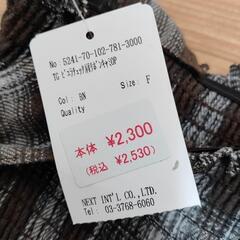 No : 5241-70-102-781-3000
Col: BN
Size: F
Quality
本体 ¥2,300
(税込 ¥2,530)
NEXT INT'L CO.,LTD.
Tel : 03-3768-6060